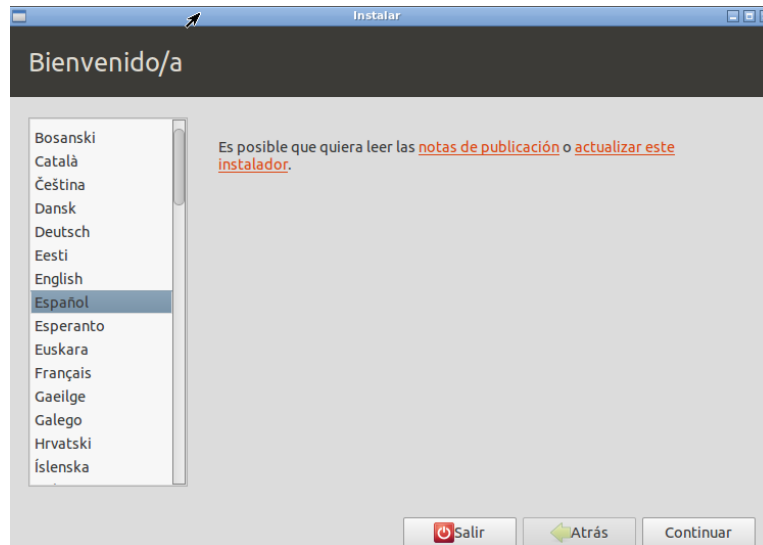 Instalar
Bienvenido/a
Bosanski
Català
Čeština
Dansk
Deutsch
Eesti
English
Español
Esperanto
Euskara
Français
Gaeilge
Galego
Hrvatski
Íslenska
Es posible que quiera leer las notas de publicación o actualizar este
instalador.
Salir
Atrás
Continuar